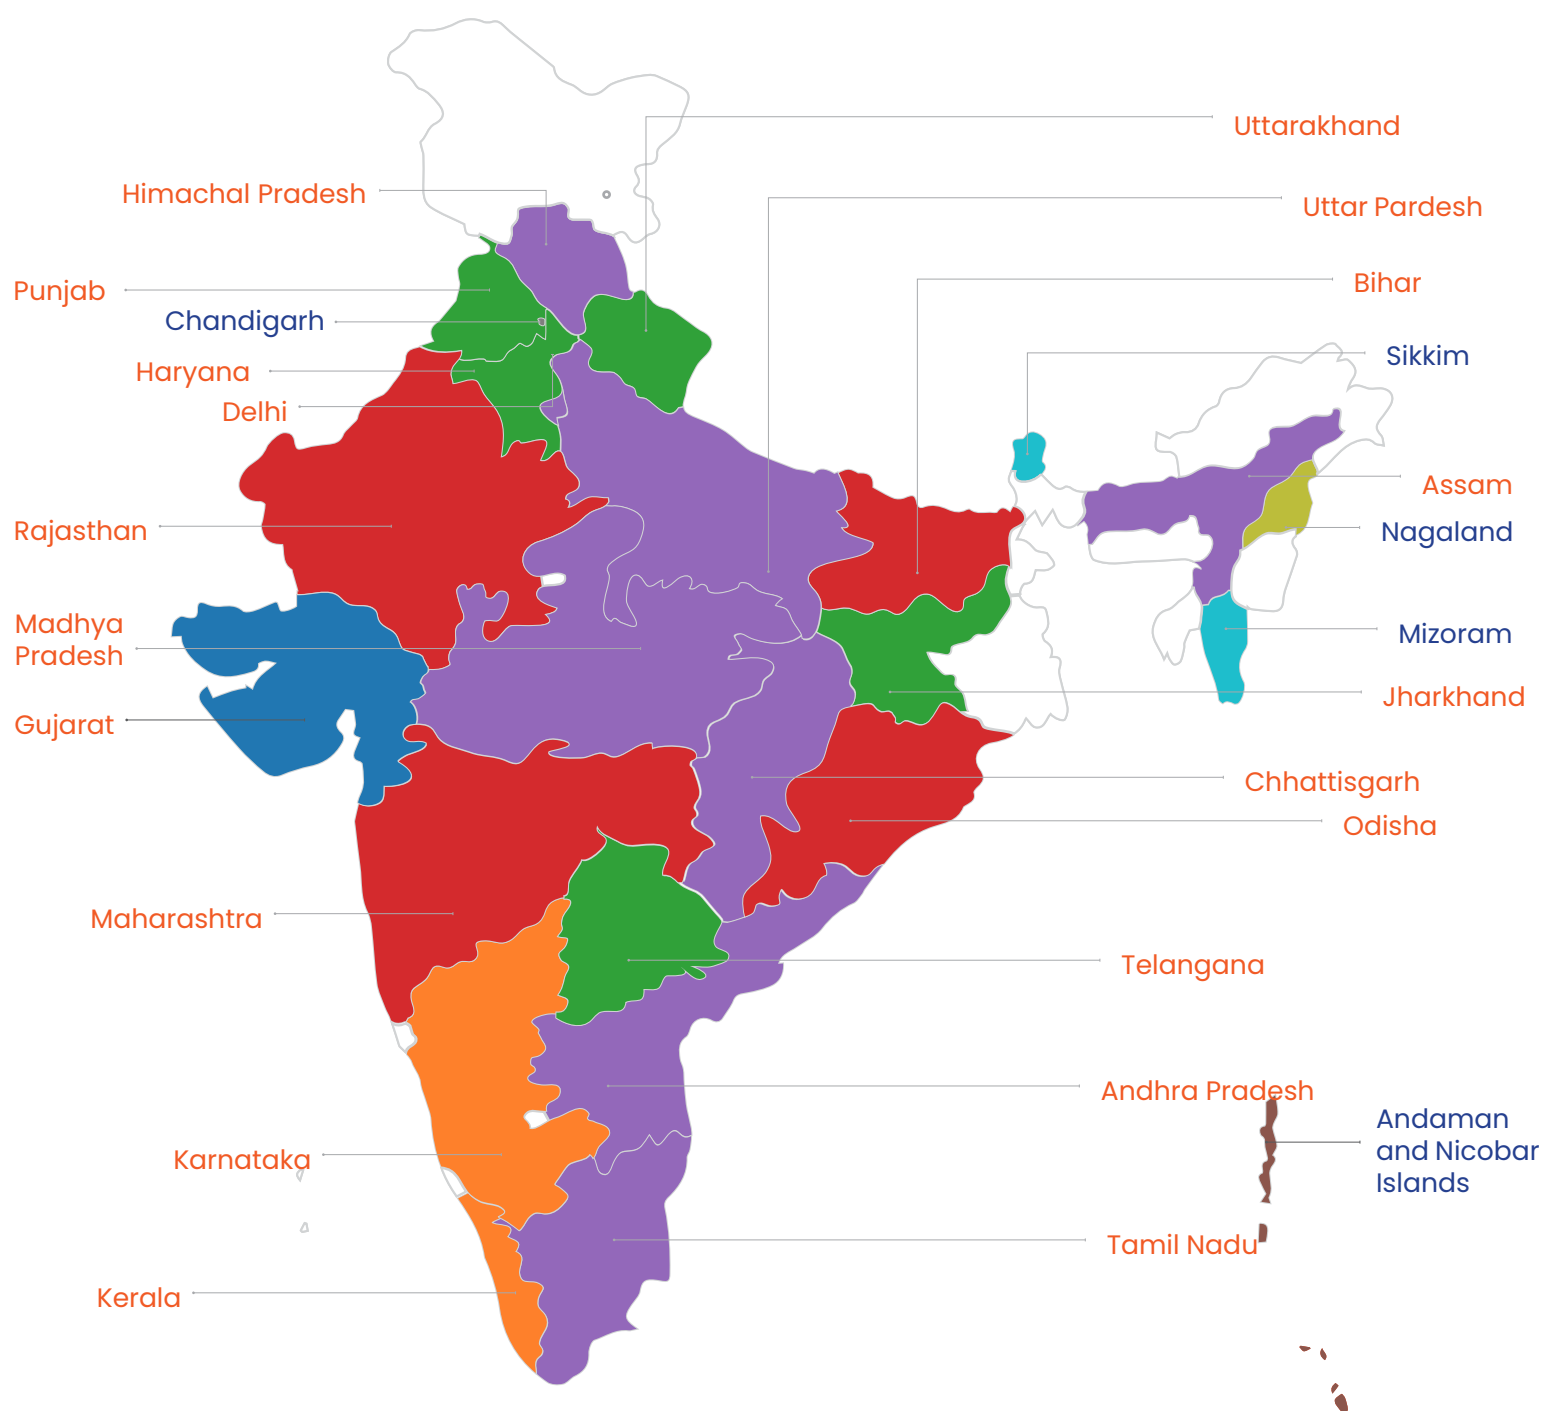 Uttarakhand
Himachal Pradesh
Uttar Pardesh
Punjab
Bihar
Chandigarh
Sikkim
Haryana
Delhi
Assam
Rajasthan
Nagaland
Madhya
Pradesh
Mizoram
Jharkhand
Gujarat
Chhattisgarh
Odisha
Maharashtra
Telangana
Andhra Pradesh
Andaman
and Nicobar
Islands
Karnataka
Tamil Nadu
Kerala